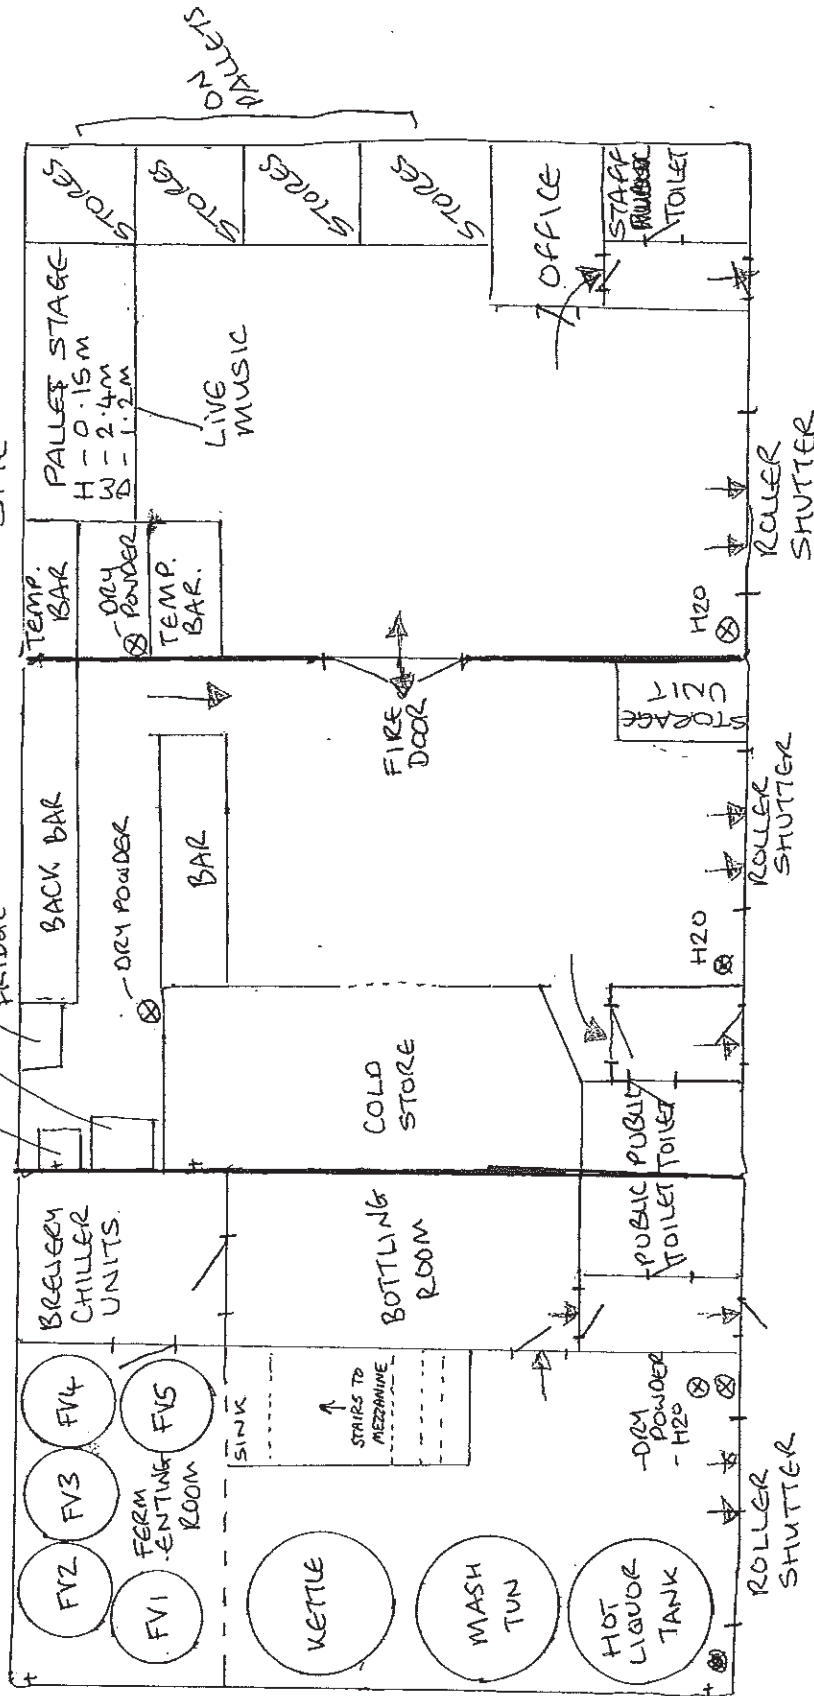 ON
PALLETS
STORES
STORES
STORES
STORES
OFFICE
STAFF
TOILET
PALLET STAGE
H - 0.15M
W - 2.4M
D - 1.2M
LIVE
MUSIC
TEMP.
BAR
- DRY
POWDER
TEMP.
BAR.
H20
ROLLER
SHUTTER
BACK BAR
BAR
- DRY POWDER
FIRE
DOOR
STORAGE
UNIT
H20
ROLLER
SHUTTER
COLD
STORE
PUBLIC
TOILET
PUBLIC
TOILET
BREWERY
CHILLER
UNITS.
BOTTLING
ROOM
FV4
FV3
FV2
FV5
FV1
FERM
-ENTING
ROOM
SINK
STAIRS TO
MEZZANINE
KETTLE
MASH
TUN
HOT
LIQUOR
TANK
- DRY
POWDER
- H20
ROLLER
SHUTTER